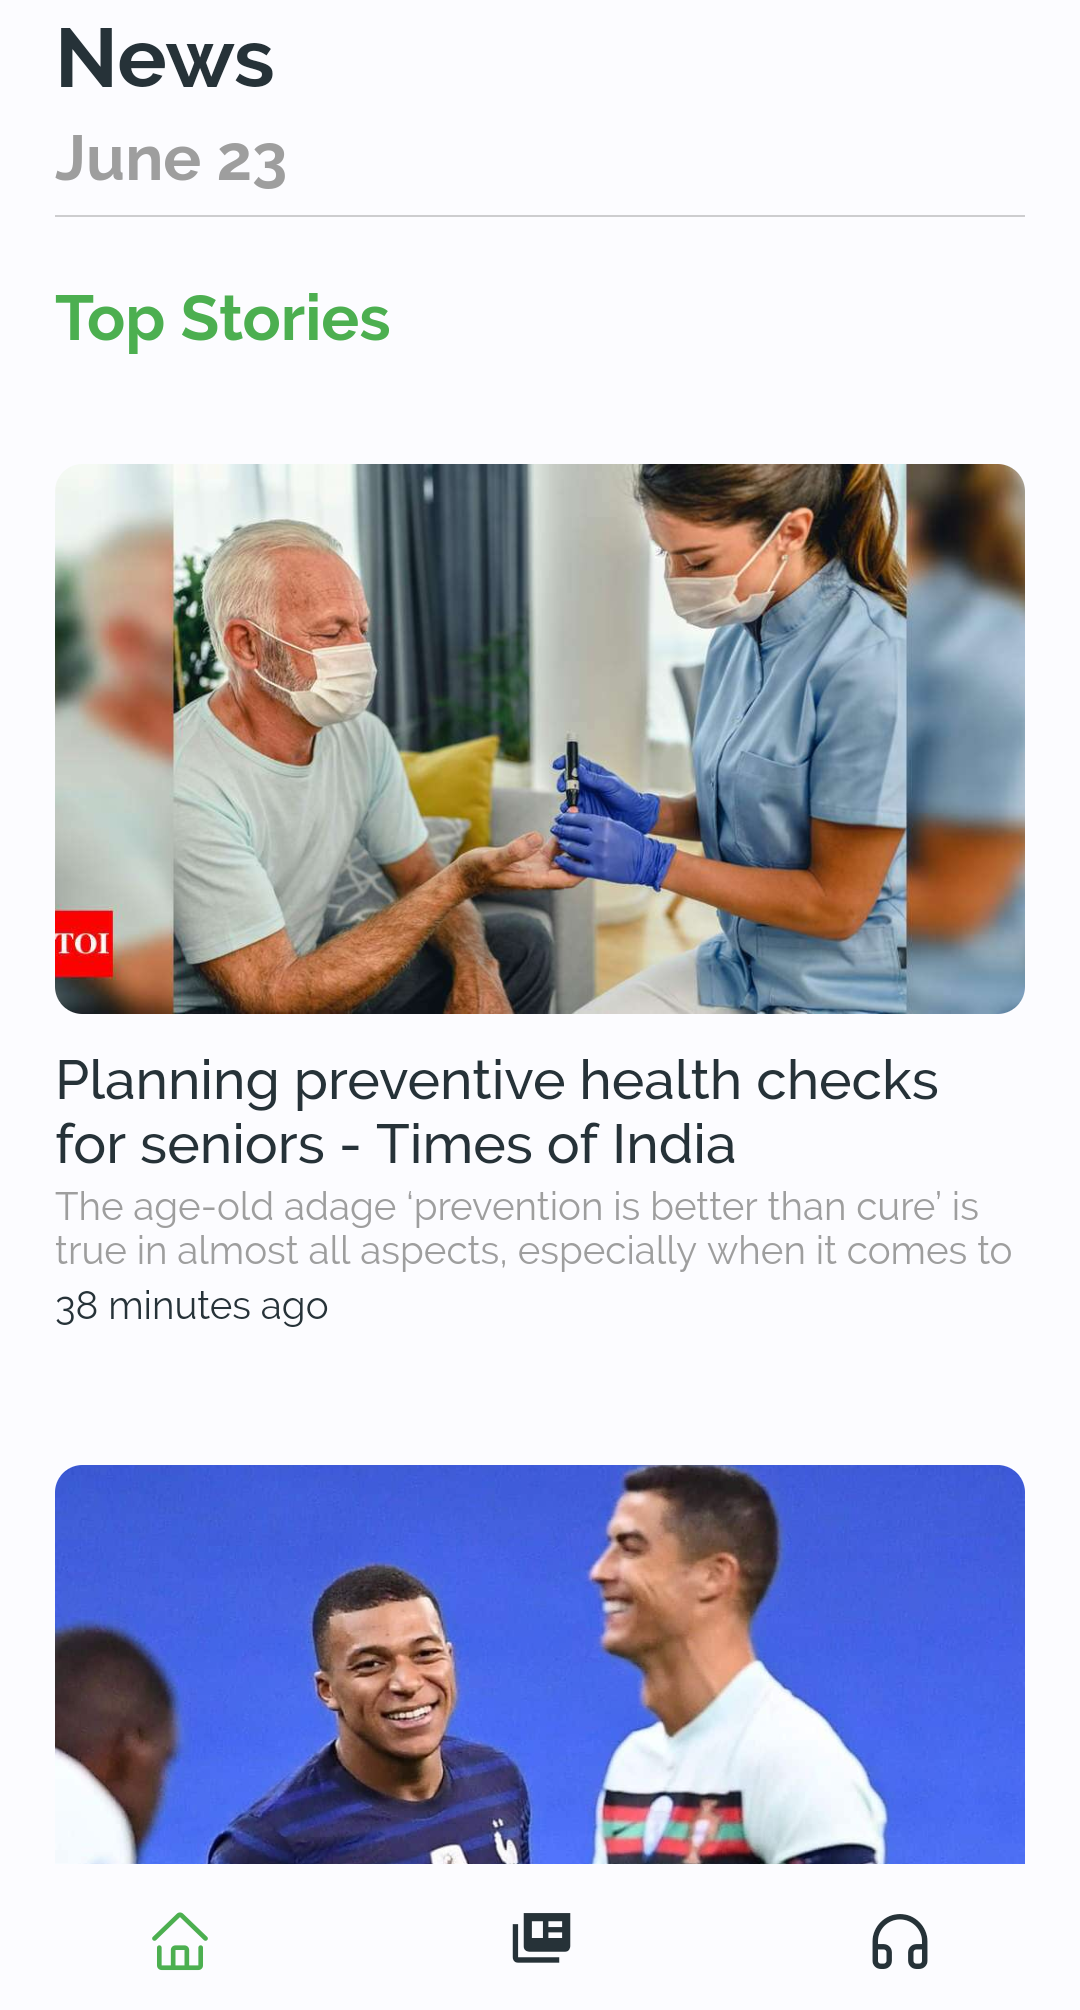 News
June 23
Top Stories
TOI
Planning preventive health checks
for seniors - Times of India
The age-old adage ‘prevention is better than cure’ is
true in almost all aspects, especially when it comes to
38 minutes ago